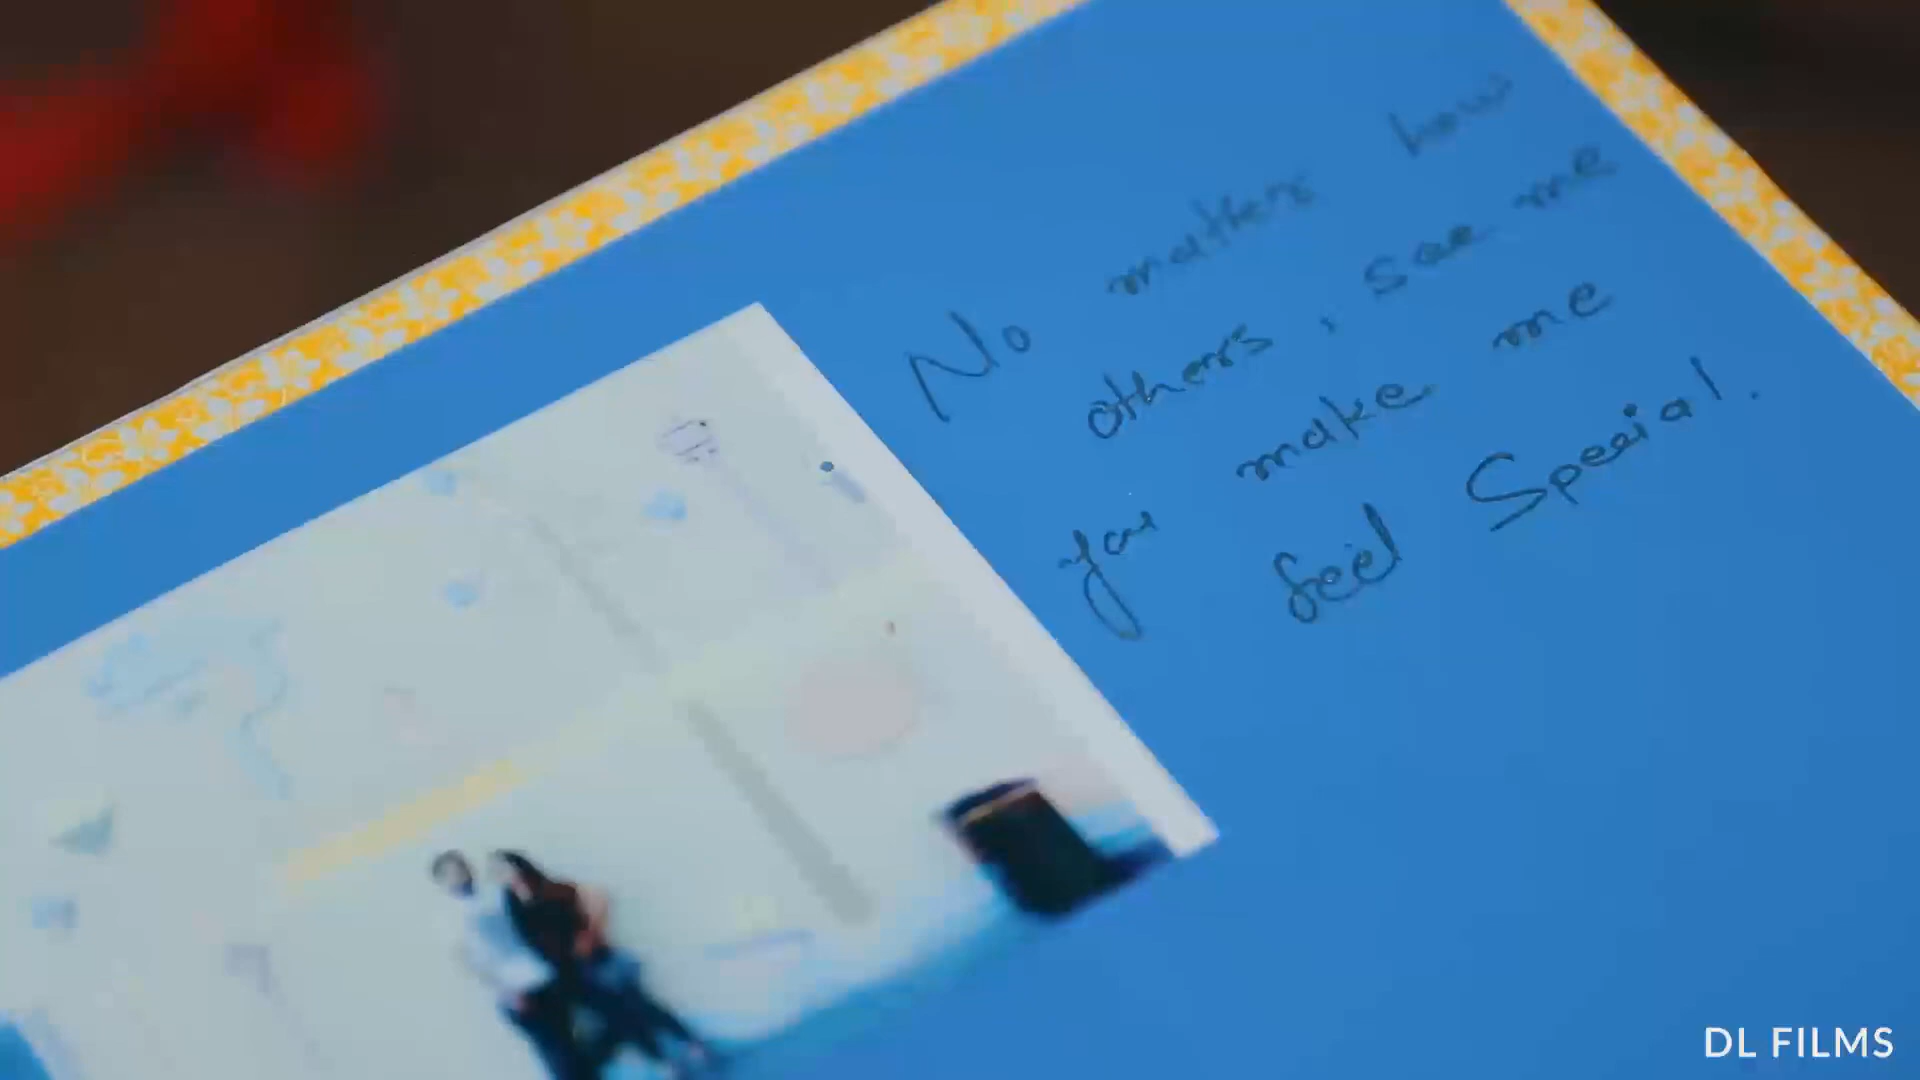 No matter how
others, see me
you make me
feel Special.
DL FILMS